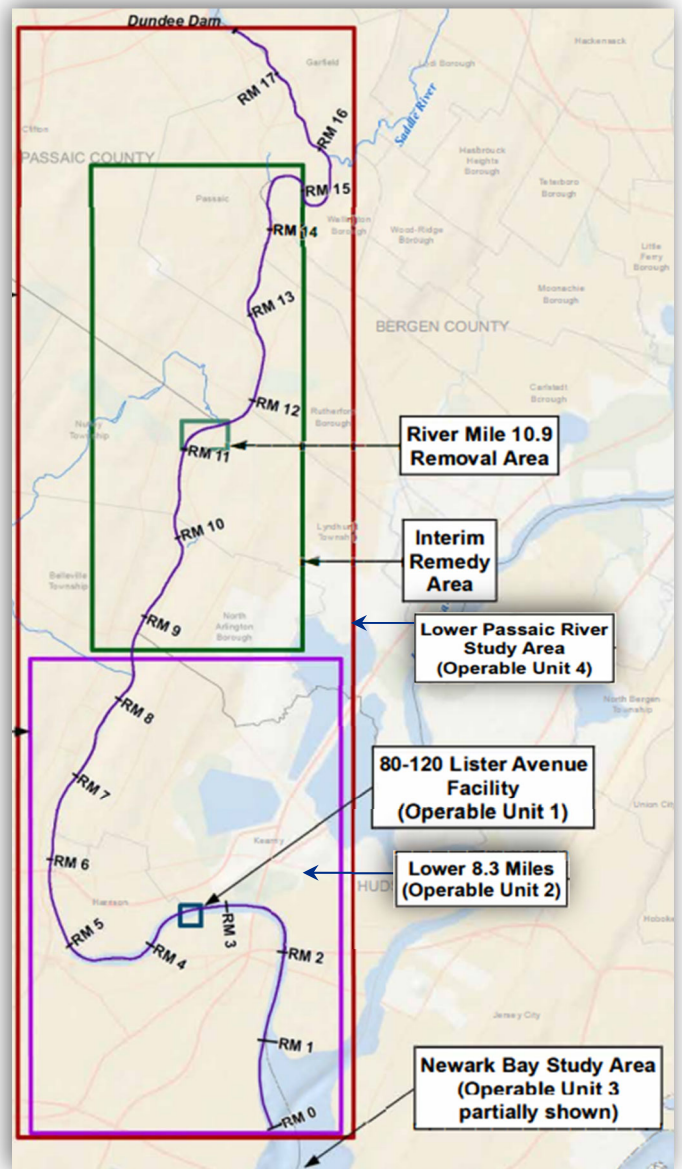 Dundee Dam
Hackensack
Garfield
Lodi Borough
RM 17
Saddle River
RM 16
Clifton
PASSAIC COUNTY
Hasbrouck
Heights
Borough
Teterboro
Borough
RM 15
Passaic
Wallington
Borough
Wood-Ridge
Borough
RM 14
Little
Ferry
Borough
Moonachie
Borough
RM 13
BERGEN COUNTY
Carlstadt
Borough
RM 12
Rutherford
Borough
Nutley
Township
River Mile 10.9
Removal Area
RM 11
RM 10
Lyndhurst
Township
Interim
Remedy
Area
Belleville
Township
RM 9
North
Arlington
Borough
Lower Passaic River
Study Area
(Operable Unit 4)
RM 8
North Bergen
Township
80-120 Lister Avenue
Facility
(Operable Unit 1)
RM 7
Union City
Kearny
RM 6
Lower 8.3 Miles
(Operable Unit 2)
HUD
Harrison
Hoboke
RM 5
RM 4
RM 3
RM 2
Jersey City
RM 1
Newark Bay Study Area
(Operable Unit 3
partially shown)
RM 0